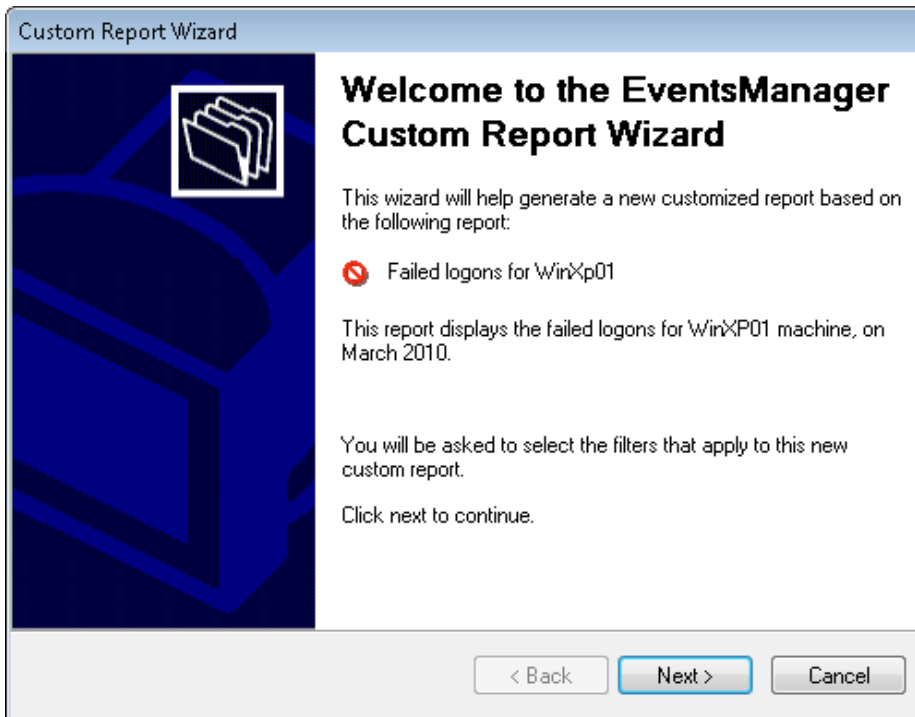 Custom Report Wizard
Welcome to the EventsManager
Custom Report Wizard
This wizard will help generate a new customized report based on
the following report:
Failed logons for WinXp01
This report displays the failed logons for WinXP01 machine, on
March 2010.
You will be asked to select the filters that apply to this new
custom report.
Click next to continue.
< Back
Next >
Cancel